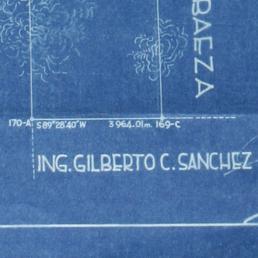 BAEZA
170-A S 89°28'40" W 3 964.01 m. 169-C
ING. GILBERTO C. SANCHEZ